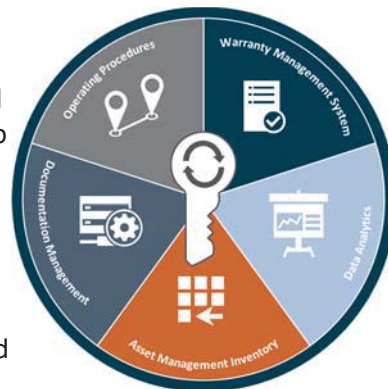 Operating Procedures
Warranty Management System
Data Analytics
Asset Management Inventory
Documentation Management
d